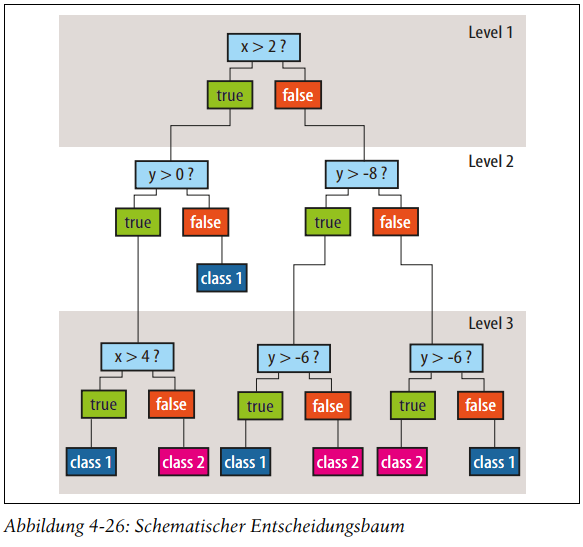 Level 1
x > 2 ?
true false
Level 2
y > 0 ? y > -8 ?
true false true false
class 1
Level 3
x > 4 ? y > -6 ? y > -6 ?
true false true false true false
class 1 class 2 class 1 class 2 class 2 class 1
Abbildung 4-26: Schematischer Entscheidungsbaum